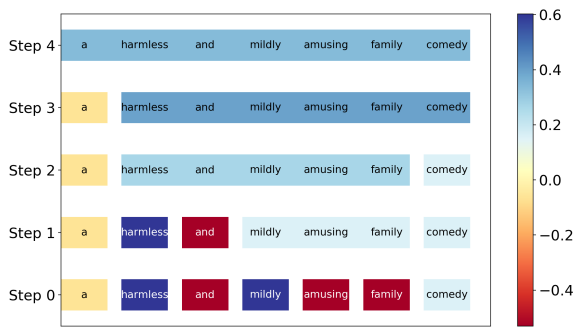 Step 4 a harmless and mildly amusing family comedy
Step 3 a harmless and mildly amusing family comedy
Step 2 a harmless and mildly amusing family comedy
Step 1 a harmless and mildly amusing family comedy
Step 0 a harmless and mildly amusing family comedy
0.6
0.4
0.2
0.0
−0.2
−0.4